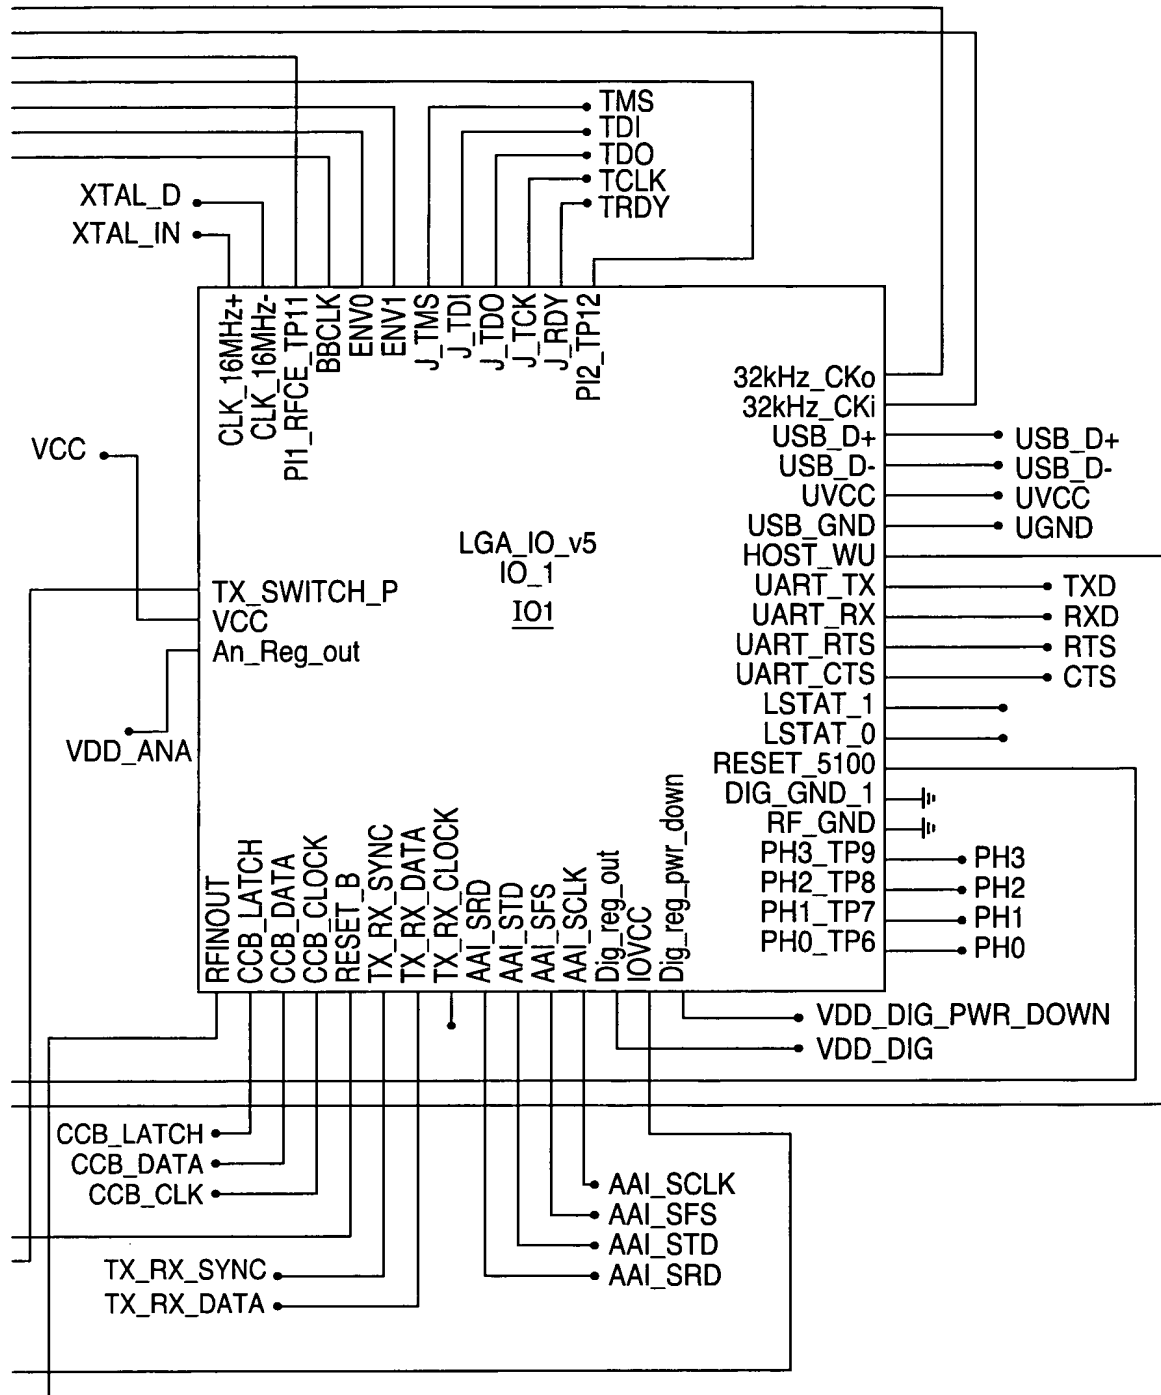 TMS
TDI
TDO
TCLK
TRDY
XTAL_D
XTAL_IN
CLK_16MHz+
CLK_16MHz-
PI1_RFCE_TP11
BBCLK
ENV0
ENV1
J_TMS
J_TDI
J_TDO
J_TCK
J_RDY
PI2_TP12
32kHz_CKo
32kHz_CKi
USB_D+ USB_D+
USB_D- USB_D-
UVCC UVCC
USB_GND UGND
HOST_WU
UART_TX TXD
UART_RX RXD
UART_RTS RTS
UART_CTS CTS
LSTAT_1
LSTAT_0
RESET_5100
DIG_GND_1
RF_GND
PH3_TP9 PH3
PH2_TP8 PH2
PH1_TP7 PH1
PH0_TP6 PH0
VCC
LGA_IO_v5
IO_1
IO1
TX_SWITCH_P
VCC
An_Reg_out
VDD_ANA
RFINOUT
CCB_LATCH
CCB_DATA
CCB_CLOCK
RESET_B
TX_RX_SYNC
TX_RX_DATA
TX_RX_CLOCK
AAI_SRD
AAI_STD
AAI_SFS
AAI_SCLK
Dig_reg_out
IOVCC
Dig_reg_pwr_down
VDD_DIG_PWR_DOWN
VDD_DIG
CCB_LATCH
CCB_DATA
CCB_CLK
AAI_SCLK
AAI_SFS
AAI_STD
AAI_SRD
TX_RX_SYNC
TX_RX_DATA